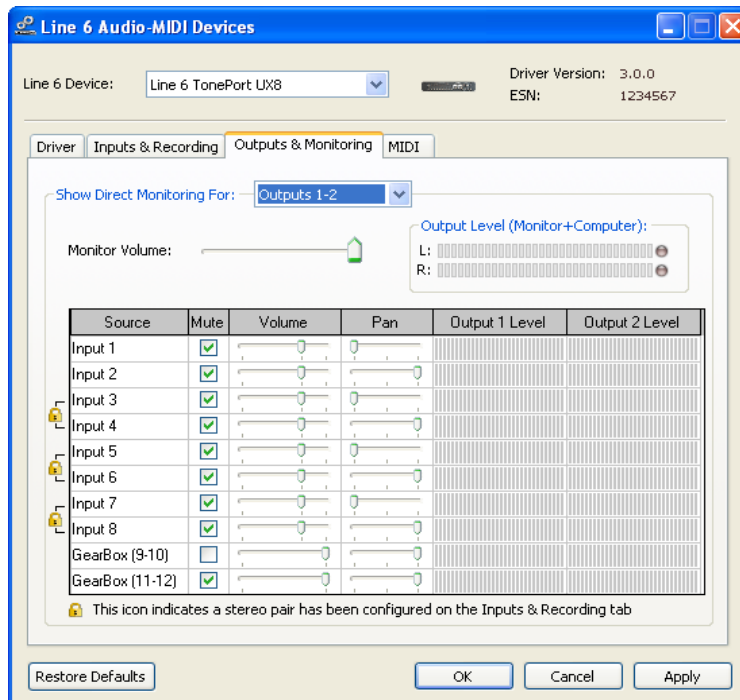 Line 6 Audio-MIDI Devices
Line 6 Device: Line 6 TonePort UX8 Driver Version: 3.0.0
ESN: 1234567
Driver Inputs & Recording Outputs & Monitoring MIDI
Show Direct Monitoring For: Outputs 1-2
Output Level (Monitor+Computer):
Monitor Volume: L:
R:
Source Mute Volume Pan Output 1 Level Output 2 Level
Input 1
Input 2
Input 3
Input 4
Input 5
Input 6
Input 7
Input 8
GearBox (9-10)
GearBox (11-12)
This icon indicates a stereo pair has been configured on the Inputs & Recording tab
Restore Defaults OK Cancel Apply